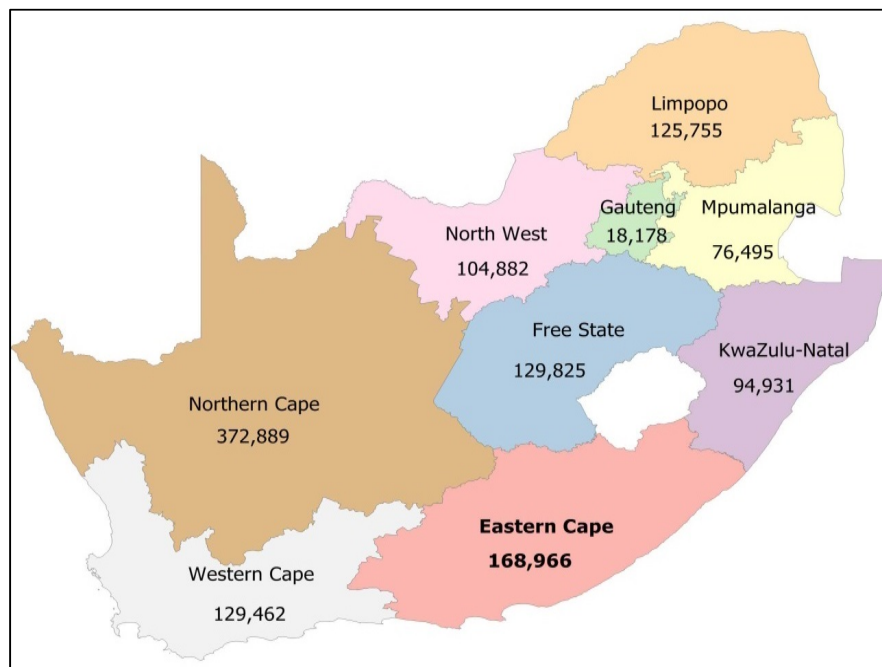 Limpopo
125,755
Gauteng
18,178
Mpumalanga
76,495
North West
104,882
Free State
129,825
KwaZulu-Natal
94,931
Northern Cape
372,889
Eastern Cape
168,966
Western Cape
129,462